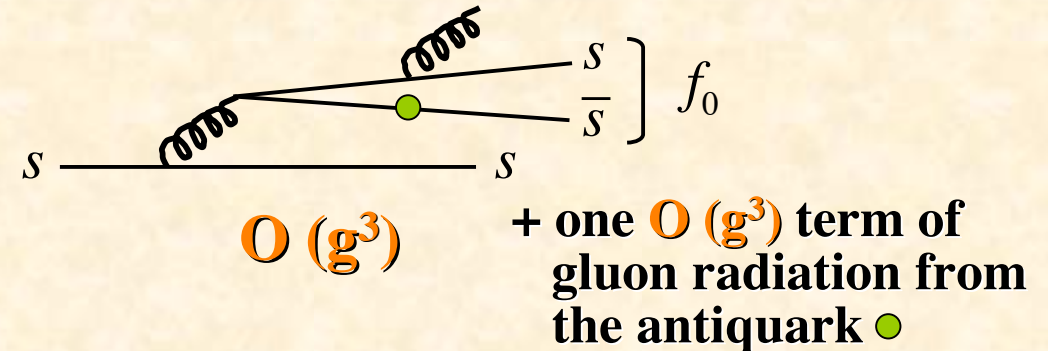 s
s̅
f₀
s s
O (g³)
+ one O (g³) term of
gluon radiation from
the antiquark